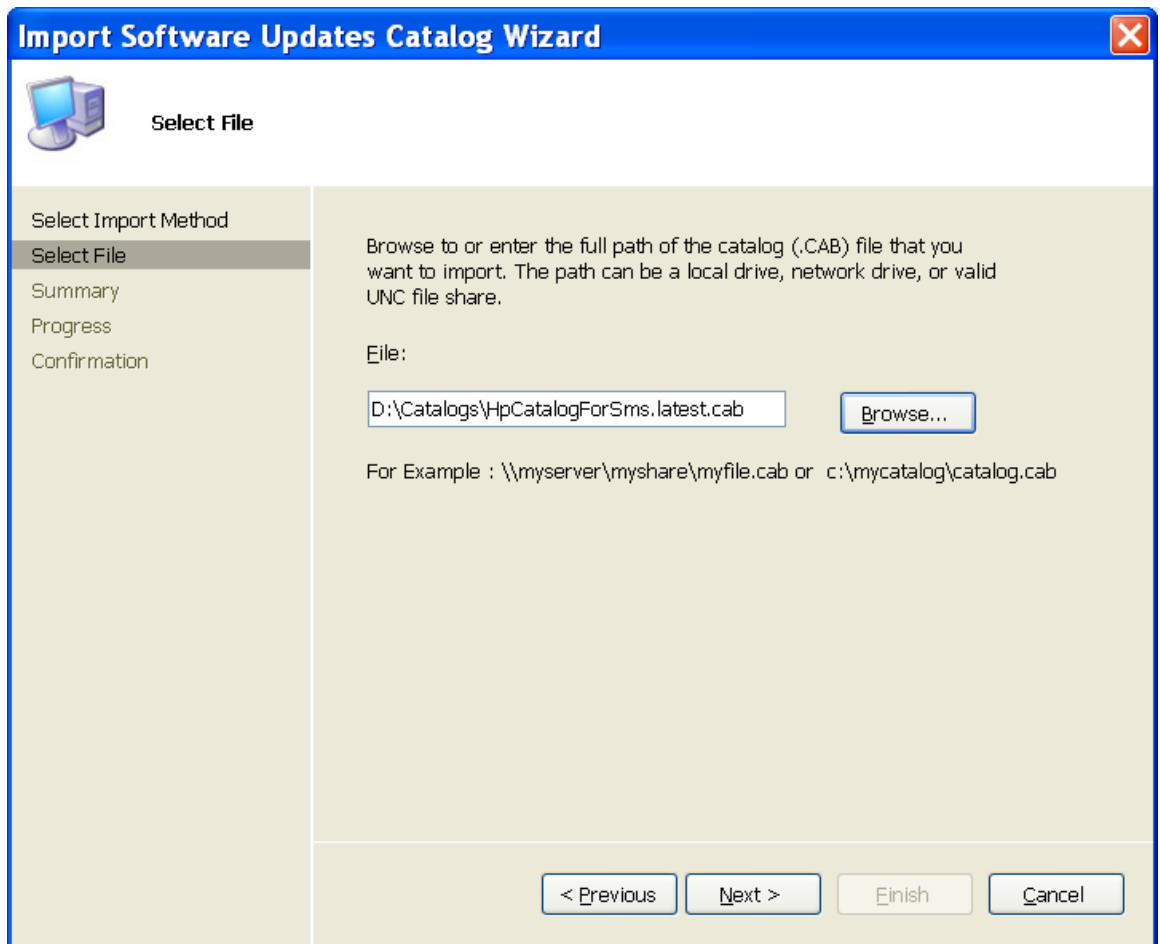 Import Software Updates Catalog Wizard
Select File
Select Import Method
Select File
Summary
Progress
Confirmation
Browse to or enter the full path of the catalog (.CAB) file that you
want to import. The path can be a local drive, network drive, or valid
UNC file share.
File:
D:\Catalogs\HpCatalogForSms.latest.cab
Browse...
For Example : \\myserver\myshare\myfile.cab or c:\mycatalog\catalog.cab
< Previous
Next >
Finish
Cancel